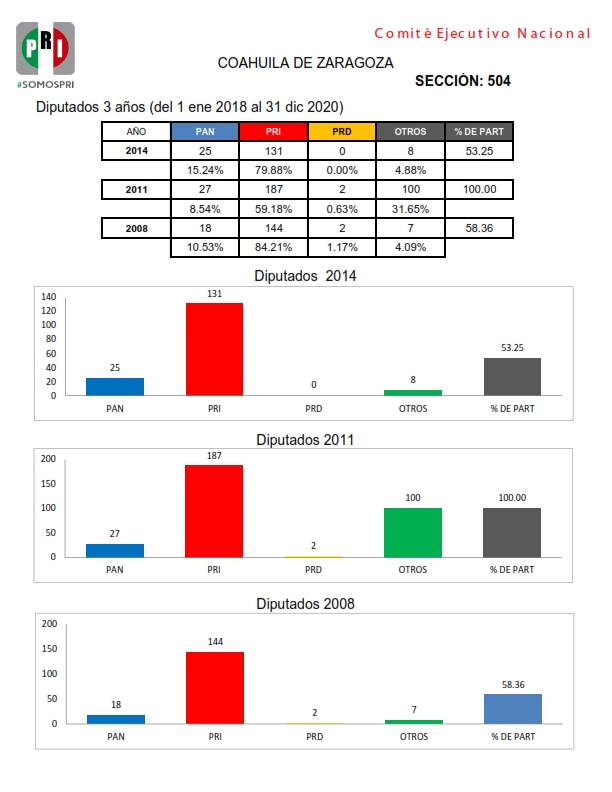 Comité Ejecutivo Nacional
PRI
#SOMOSPRI
COAHUILA DE ZARAGOZA
SECCIÓN: 504
Diputados 3 años (del 1 ene 2018 al 31 dic 2020)
AÑO PAN PRI PRD OTROS % DE PART
2014 25 131 0 8 53.25
15.24% 79.88% 0.00% 4.88%
2011 27 187 2 100 100.00
8.54% 59.18% 0.63% 31.65%
2008 18 144 2 7 58.36
10.53% 84.21% 1.17% 4.09%
Diputados 2014
140
120
100
80
60
40
20
0
25 131 0 8 53.25
PAN PRI PRD OTROS % DE PART
Diputados 2011
200
150
100
50
0
27 187 2 100 100.00
PAN PRI PRD OTROS % DE PART
Diputados 2008
200
150
100
50
0
18 144 2 7 58.36
PAN PRI PRD OTROS % DE PART